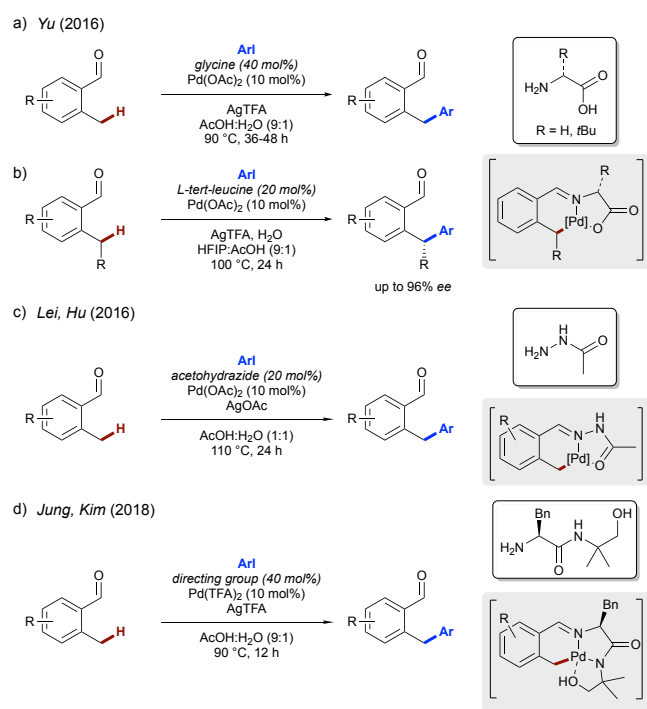 a) Yu (2016)
O
R
H
ArI
glycine (40 mol%)
Pd(OAc)2 (10 mol%)
AgTFA
AcOH:H2O (9:1)
90 °C, 36-48 h
O
R
Ar
R
H2N
O
OH
R = H, tBu
b)
O
R
H
R
ArI
L-tert-leucine (20 mol%)
Pd(OAc)2 (10 mol%)
AgTFA, H2O
HFIP:AcOH (9:1)
100 °C, 24 h
O
R
Ar
R
up to 96% ee
R
N
[Pd]
O
O
R
c) Lei, Hu (2016)
O
R
H
ArI
acetohydrazide (20 mol%)
Pd(OAc)2 (10 mol%)
AgOAc
AcOH:H2O (1:1)
110 °C, 24 h
O
R
Ar
H
H2N
N
O
R
H
N
N
[Pd]
O
d) Jung, Kim (2018)
O
R
H
ArI
directing group (40 mol%)
Pd(TFA)2 (10 mol%)
AgTFA
AcOH:H2O (9:1)
90 °C, 12 h
O
R
Ar
Bn
OH
H
N
H2N
O
Bn
R
N
O
Pd
N
HO